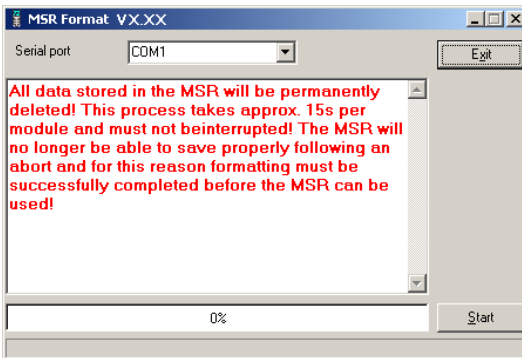 MSR Format VX.XX
Serial port
COM1
Exit
All data stored in the MSR will be permanently
deleted! This process takes approx. 15s per
module and must not beinterrupted! The MSR will
no longer be able to save properly following an
abort and for this reason formatting must be
successfully completed before the MSR can be
used!
0%
Start